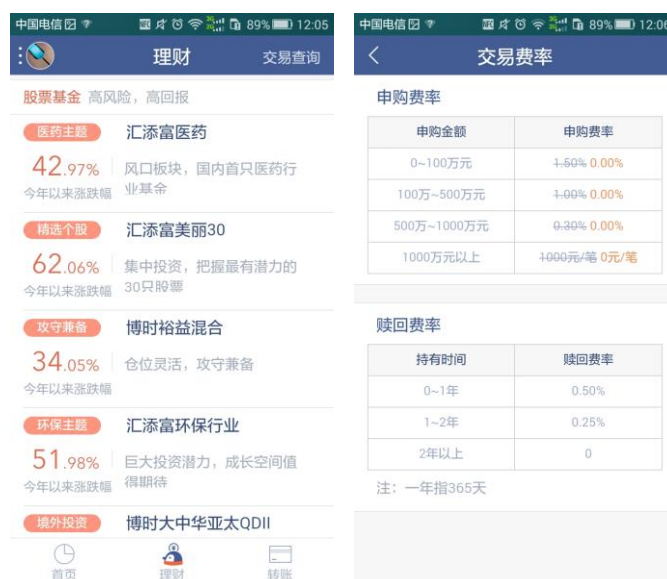 中国电信 89% 12:05
理财 交易查询
股票基金 高风险，高回报
医药主题 汇添富医药
42.97% 风口板块，国内首只医药行
今年以来涨跌幅 业基金
精选个股 汇添富美丽30
62.06% 集中投资，把握最有潜力的
今年以来涨跌幅 30只股票
攻守兼备 博时裕益混合
34.05% 仓位灵活，攻守兼备
今年以来涨跌幅
环保主题 汇添富环保行业
51.98% 巨大投资潜力，成长空间值
今年以来涨跌幅 得期待
境外投资 博时大中华亚太QDII
首页 理财 转账
中国电信 89% 12:06
交易费率
申购费率
申购金额 申购费率
0~100万元 1.50% 0.00%
100万~500万元 1.00% 0.00%
500万~1000万元 0.30% 0.00%
1000万元以上 1000元/笔 0元/笔
赎回费率
持有时间 赎回费率
0~1年 0.50%
1~2年 0.25%
2年以上 0
注：一年指365天